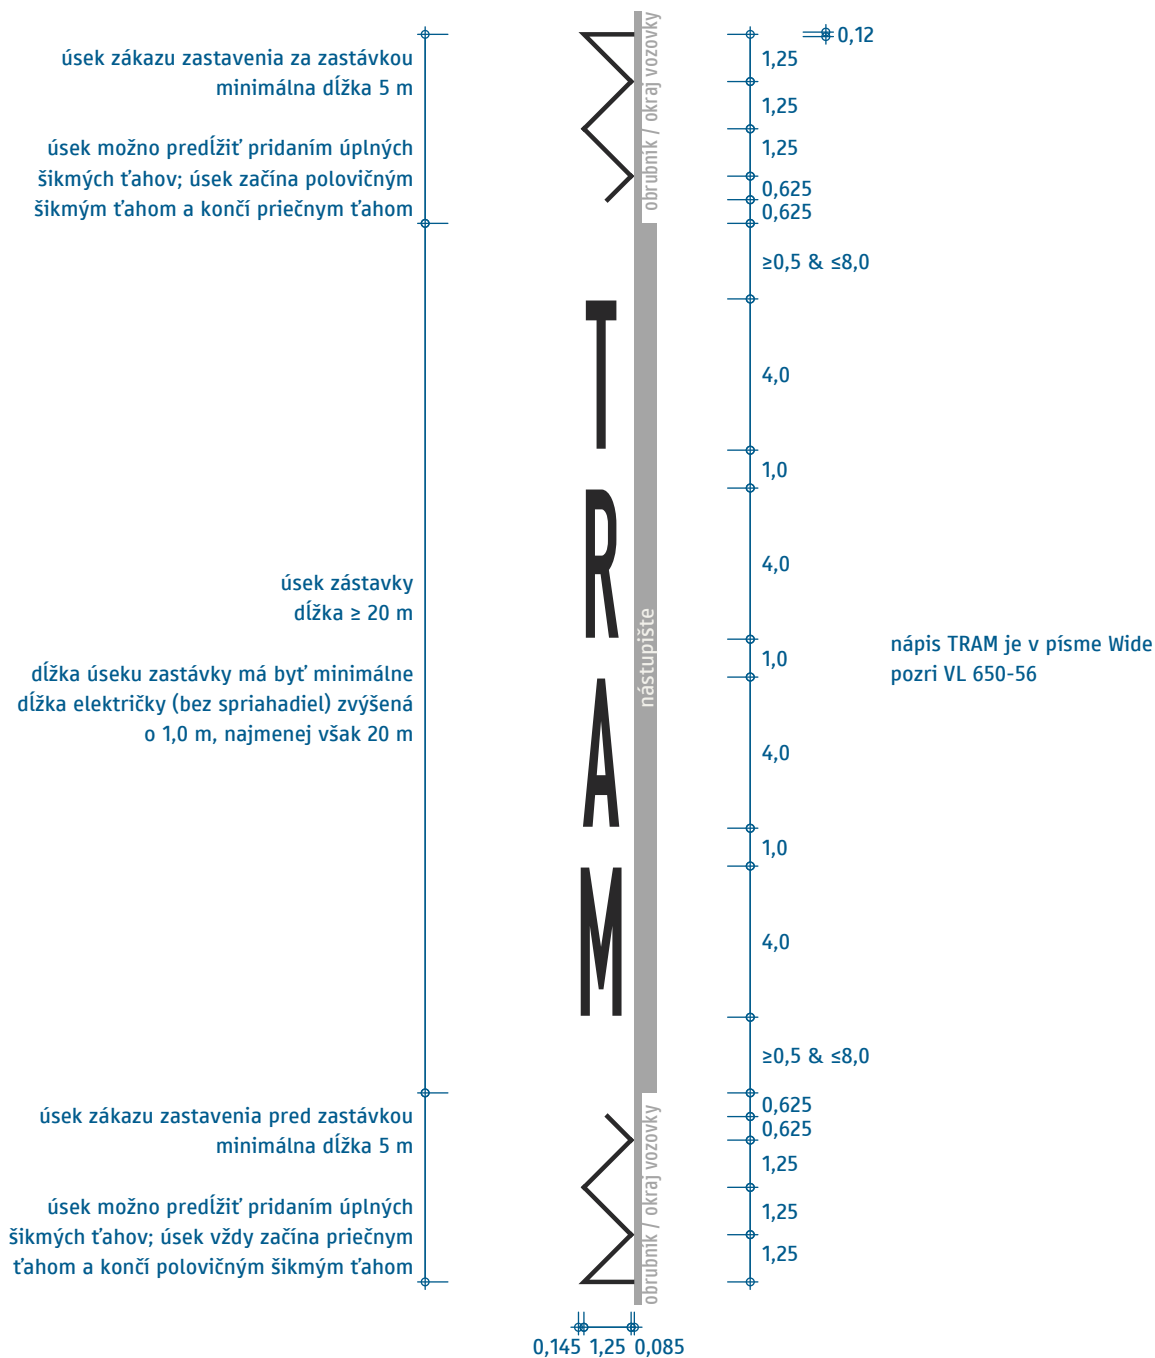 úsek zákazu zastavenia za zastávkou
minimálna dĺžka 5 m
úsek možno predĺžiť pridaním úplných
šikmých ťahov; úsek začína polovičným
šikmým ťahom a končí priečnym ťahom
úsek zástavky
dĺžka ≥ 20 m
dĺžka úseku zastávky má byť minimálne
dĺžka električky (bez spriahadiel) zvýšená
o 1,0 m, najmenej však 20 m
úsek zákazu zastavenia pred zastávkou
minimálna dĺžka 5 m
úsek možno predĺžiť pridaním úplných
šikmých ťahov; úsek vždy začína priečnym
ťahom a končí polovičným šikmým ťahom
T
R
A
M
obrubník / okraj vozovky
nástupište
obrubník / okraj vozovky
0,12
1,25
1,25
1,25
0,625
0,625
≥0,5 & ≤8,0
4,0
1,0
4,0
1,0
4,0
1,0
4,0
≥0,5 & ≤8,0
0,625
0,625
1,25
1,25
1,25
nápis TRAM je v písme Wide
pozri VL 650-56
0,145 1,25 0,085